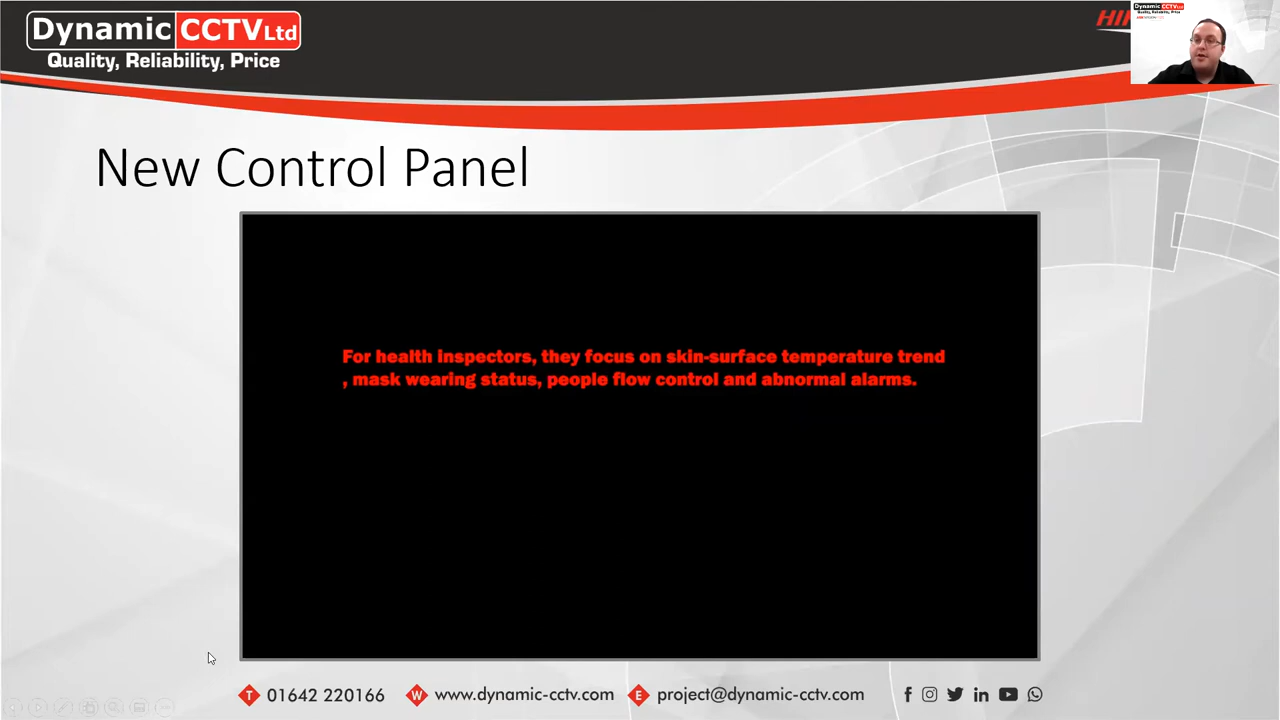 Dynamic CCTV Ltd
Quality, Reliability, Price
New Control Panel
For health inspectors, they focus on skin-surface temperature trend
, mask wearing status, people flow control and abnormal alarms.
T 01642 220166 W www.dynamic-cctv.com E project@dynamic-cctv.com